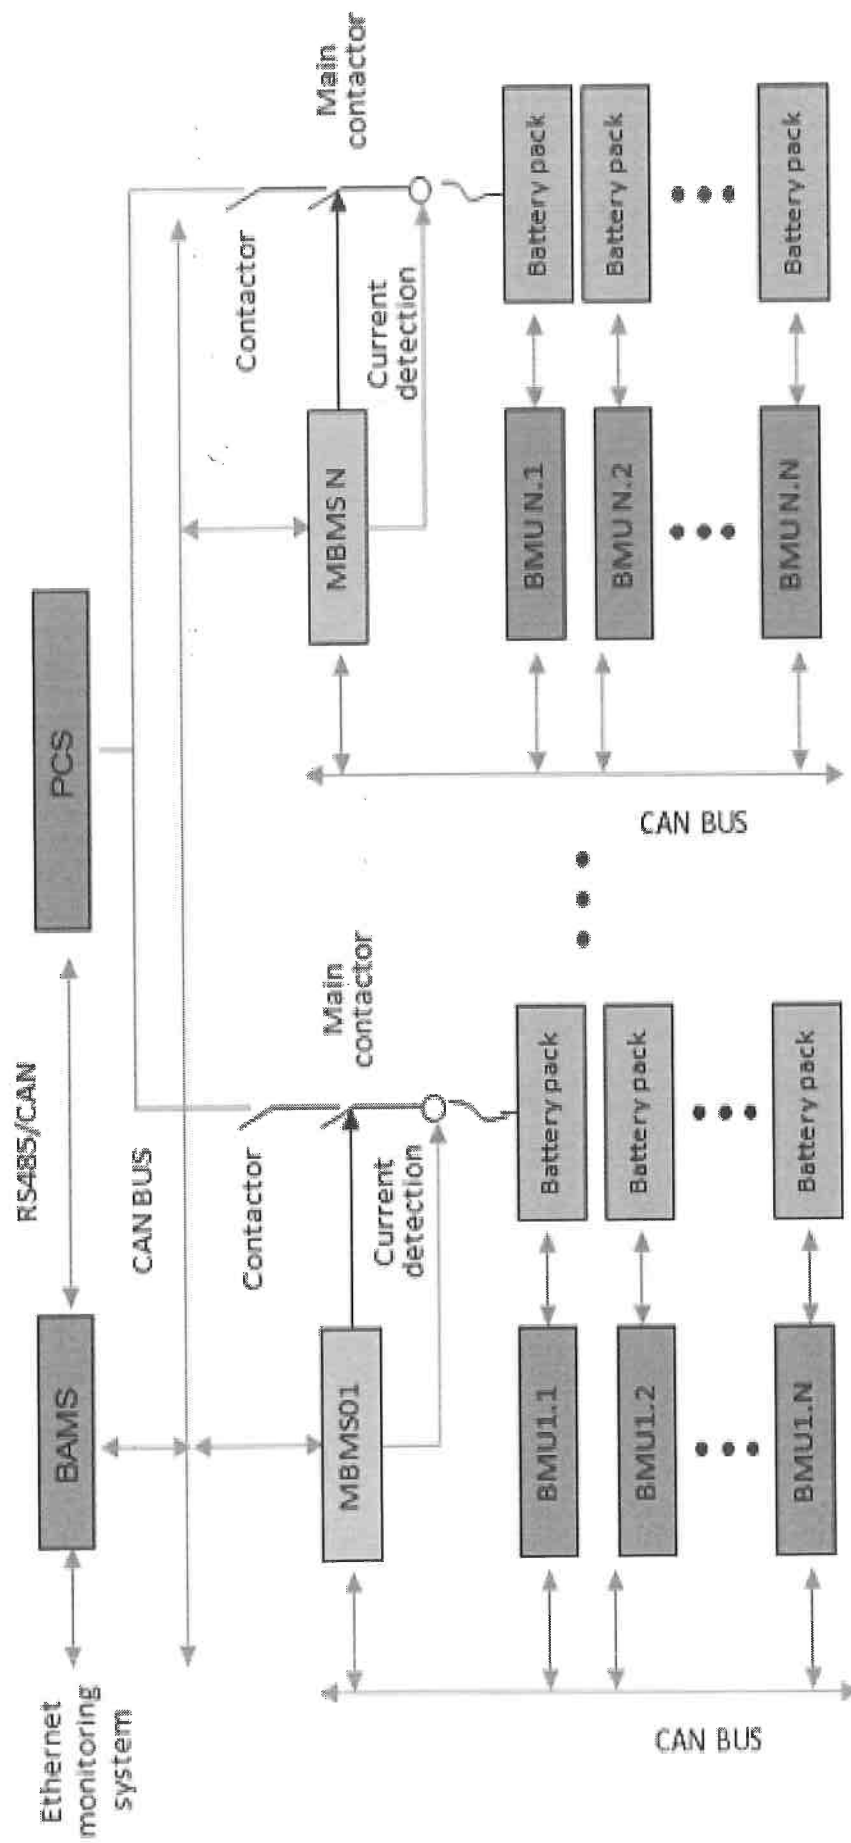 Ethernet
monitoring
system
BAMS
RS485/CAN
PCS
CAN BUS
MBMS01
Contactor
Main
contactor
Current
detection
BMU1.1
Battery pack
BMU1.2
Battery pack
BMU1.N
Battery pack
CAN BUS
MBMS N
Contactor
Main
contactor
Current
detection
BMU N.1
Battery pack
BMU N.2
Battery pack
BMU N.N
Battery pack
CAN BUS